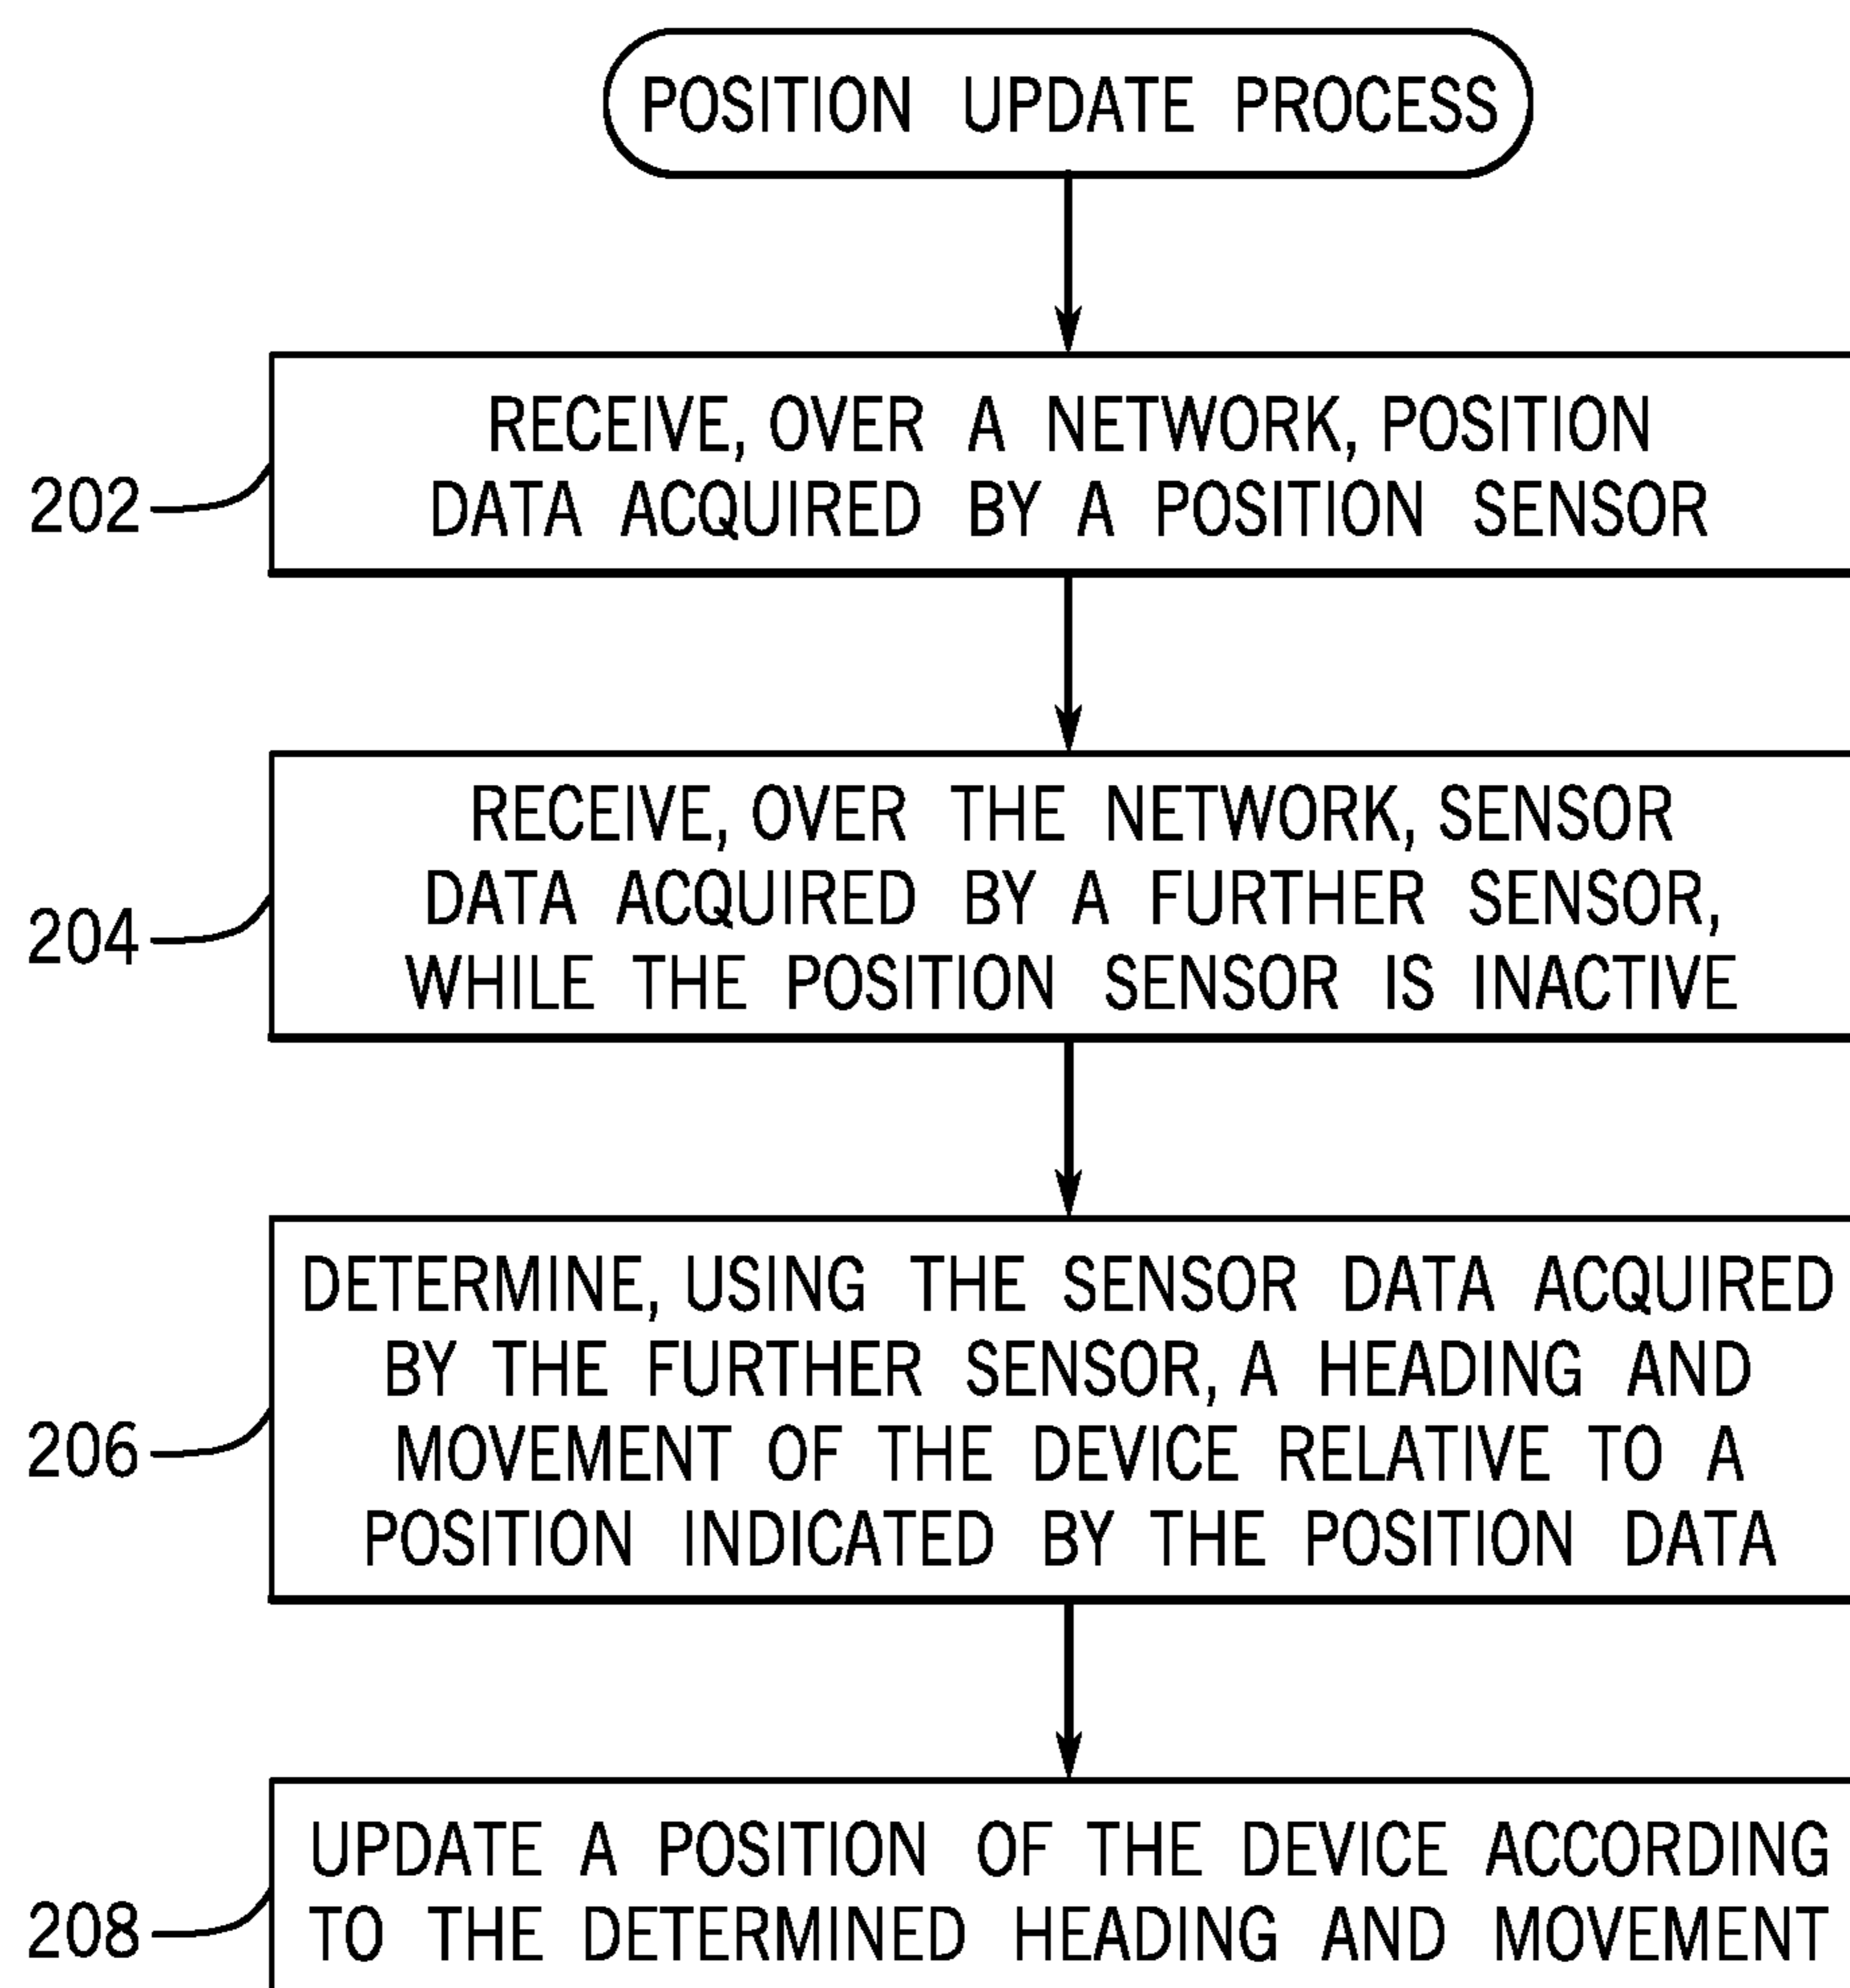 POSITION UPDATE PROCESS
RECEIVE, OVER A NETWORK, POSITION
DATA ACQUIRED BY A POSITION SENSOR
202
RECEIVE, OVER THE NETWORK, SENSOR
DATA ACQUIRED BY A FURTHER SENSOR,
WHILE THE POSITION SENSOR IS INACTIVE
204
DETERMINE, USING THE SENSOR DATA ACQUIRED
BY THE FURTHER SENSOR, A HEADING AND
MOVEMENT OF THE DEVICE RELATIVE TO A
POSITION INDICATED BY THE POSITION DATA
206
UPDATE A POSITION OF THE DEVICE ACCORDING
TO THE DETERMINED HEADING AND MOVEMENT
208